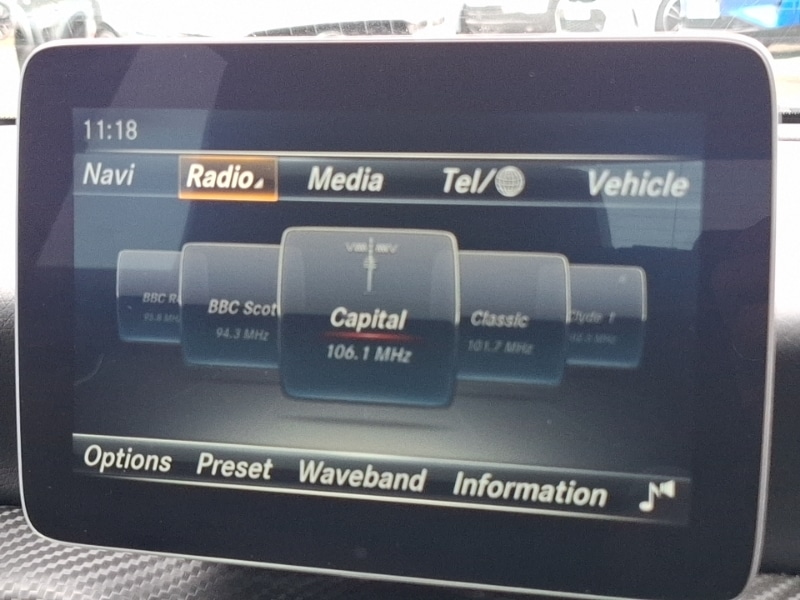 11:18
Navi Radio Media Tel/ Vehicle
BBC BBC Scot Capital Classic Clyde 1
94.3 MHz 106.1 MHz 101.7 MHz
Options Preset Waveband Information